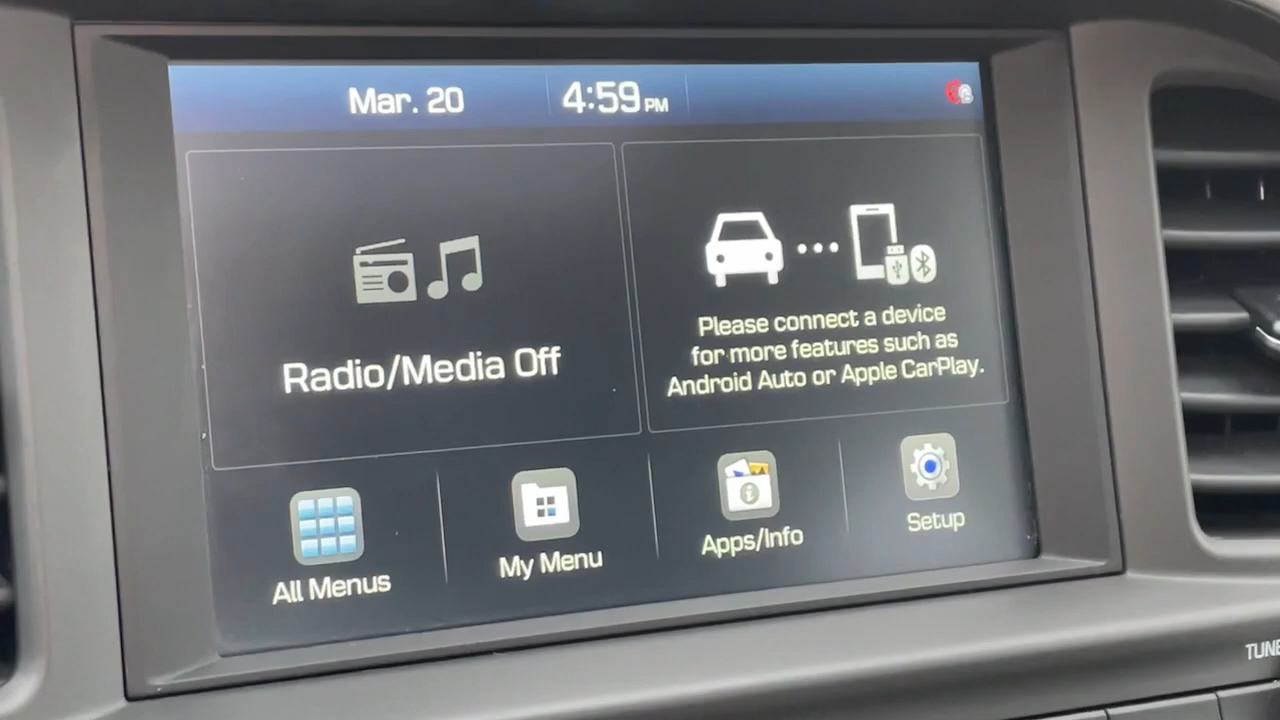 Mar. 20
4:59 PM
Radio/Media Off
Please connect a device
for more features such as
Android Auto or Apple CarPlay.
All Menus
My Menu
Apps/Info
Setup
TUNE